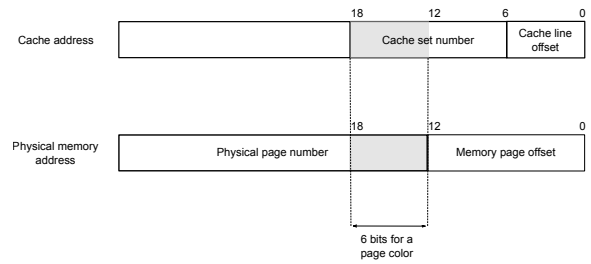 18 12 6 0
Cache address
Cache set number
Cache line
offset
18 12 0
Physical memory
address
Physical page number
Memory page offset
6 bits for a
page color